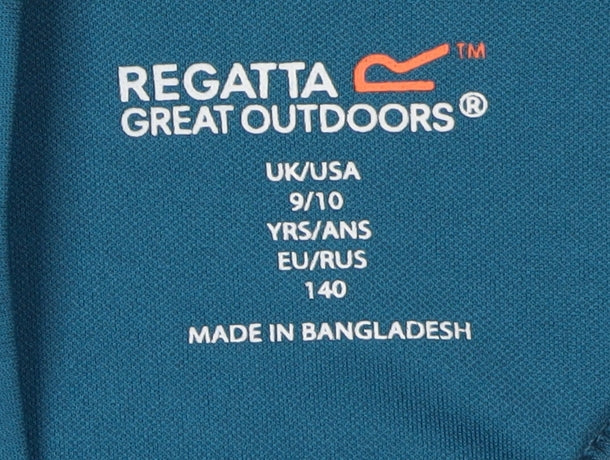 REGATTA ™
GREAT OUTDOORS®
UK/USA
9/10
YRS/ANS
EU/RUS
140
MADE IN BANGLADESH